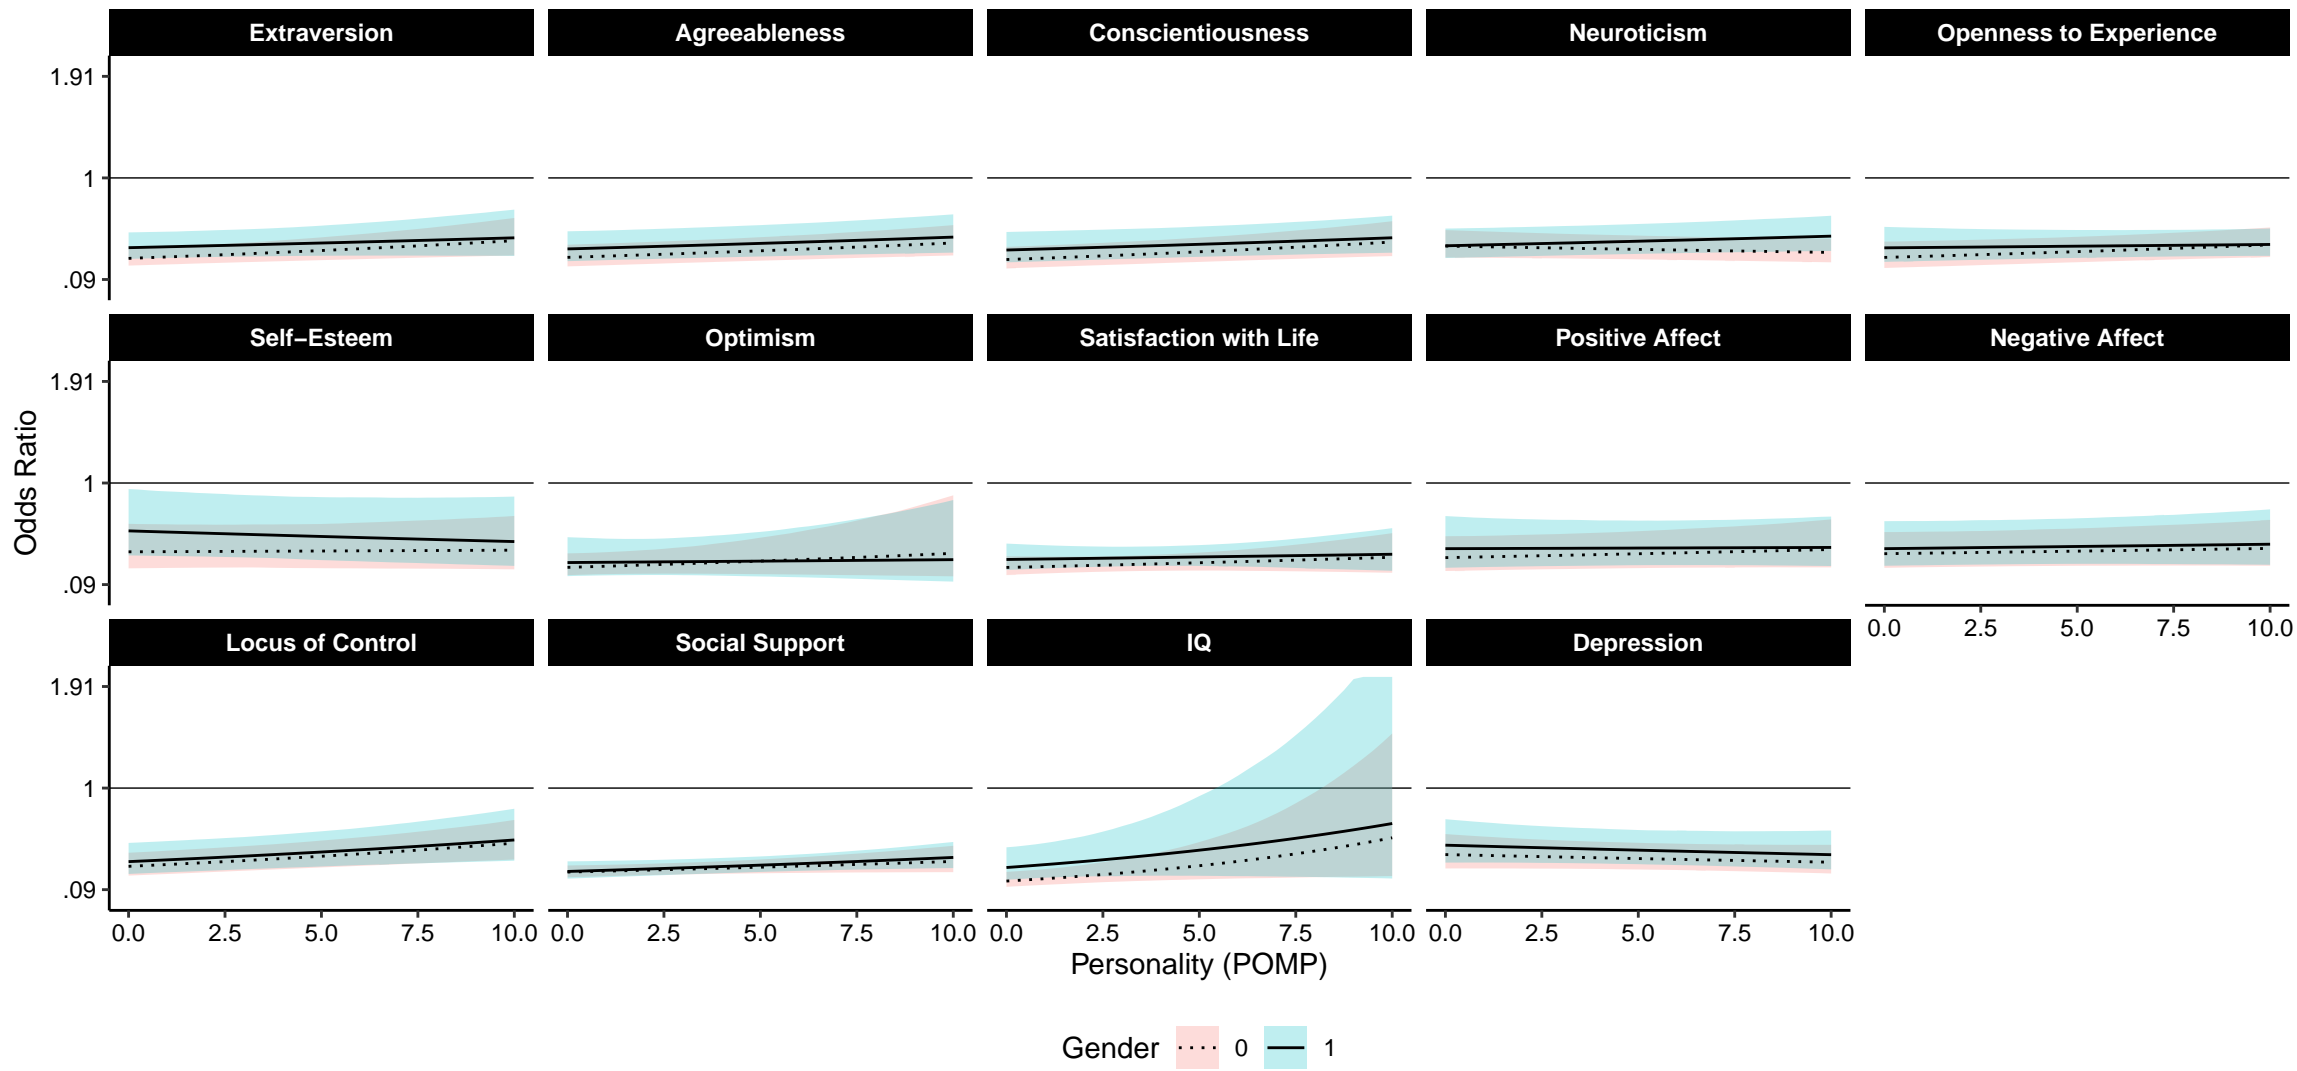 Extraversion
Agreeableness
Conscientiousness
Neuroticism
Openness to Experience
1.91
1
.09
Self−Esteem
Optimism
Satisfaction with Life
Positive Affect
Negative Affect
1.91
1
.09
0.0 2.5 5.0 7.5 10.0
Odds Ratio
Locus of Control
Social Support
IQ
Depression
1.91
1
.09
0.0 2.5 5.0 7.5 10.0
0.0 2.5 5.0 7.5 10.0
0.0 2.5 5.0 7.5 10.0
0.0 2.5 5.0 7.5 10.0
Personality (POMP)
Gender 0 1